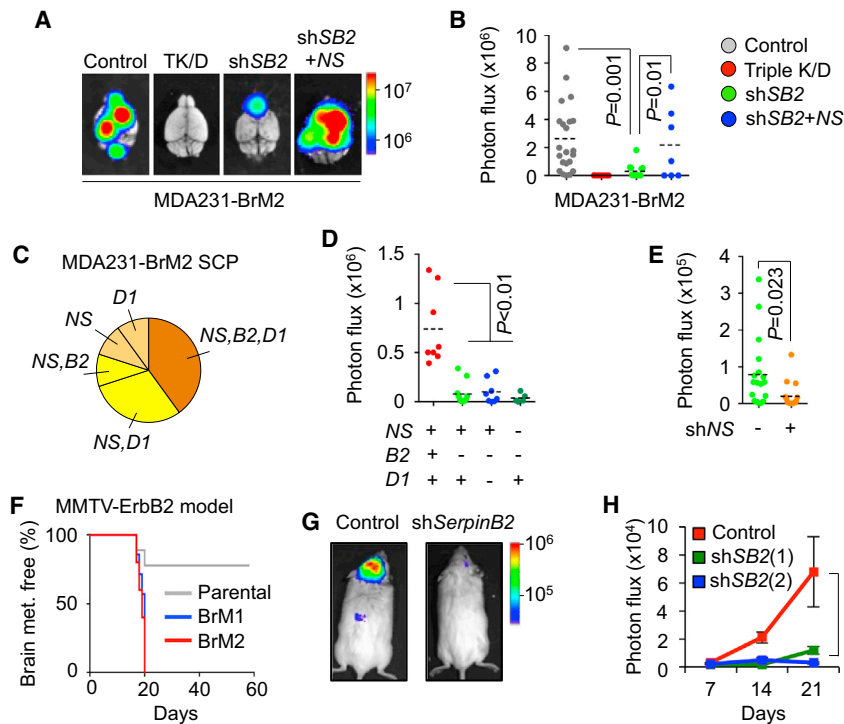 A
Control
TK/D
shSB2
shSB2
+NS
10⁷
10⁶
MDA231-BrM2
B
Photon flux (x10⁶)
10
8
6
4
2
0
P=0.001
P=0.01
MDA231-BrM2
Control
Triple K/D
shSB2
shSB2+NS
C
MDA231-BrM2 SCP
D1
NS
NS,B2
NS,D1
NS,B2,D1
D
Photon flux (x10⁶)
1.5
1
0.5
0
P<0.01
NS + + + -
B2 + - - -
D1 + + - +
E
Photon flux (x10⁵)
4
3
2
1
0
P=0.023
shNS - +
F
MMTV-ErbB2 model
Brain met. free (%)
100
50
0
Parental
BrM1
BrM2
0 20 40 60
Days
G
Control shSerpinB2
10⁶
10⁵
H
Photon flux (x10⁴)
10
8
6
4
2
0
Control
shSB2(1)
shSB2(2)
7 14 21
Days